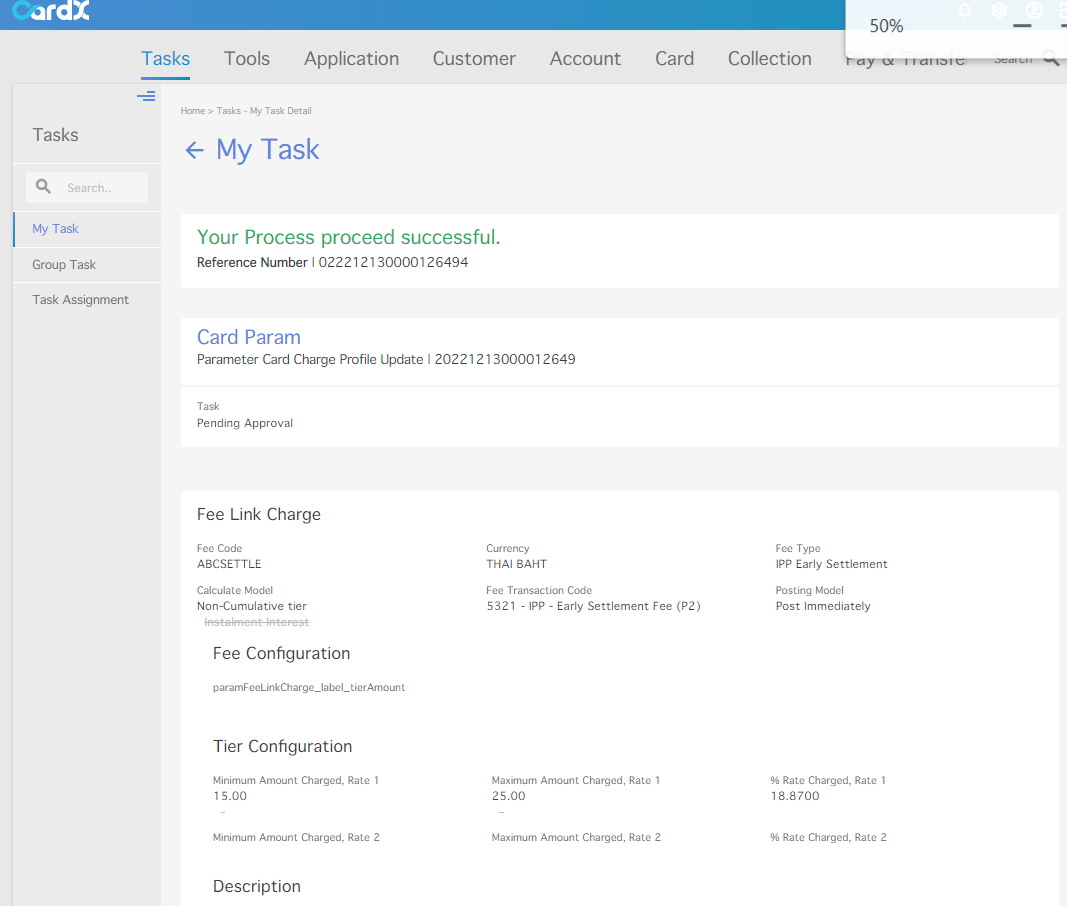 CardX
50%
Tasks Tools Application Customer Account Card Collection Pay & Transfe Search
Home > Tasks - My Task Detail
Tasks
← My Task
Search..
My Task
Group Task
Task Assignment
Your Process proceed successful.
Reference Number | 022212130000126494
Card Param
Parameter Card Charge Profile Update | 20221213000012649
Task
Pending Approval
Fee Link Charge
Fee Code Currency Fee Type
ABCSETTLE THAI BAHT IPP Early Settlement
Calculate Model Fee Transaction Code Posting Model
Non-Cumulative tier 5321 - IPP - Early Settlement Fee (P2) Post Immediately
Instalment Interest
Fee Configuration
paramFeeLinkCharge_label_tierAmount
Tier Configuration
Minimum Amount Charged, Rate 1 Maximum Amount Charged, Rate 1 % Rate Charged, Rate 1
15.00 25.00 18.8700
– –
Minimum Amount Charged, Rate 2 Maximum Amount Charged, Rate 2 % Rate Charged, Rate 2
Description